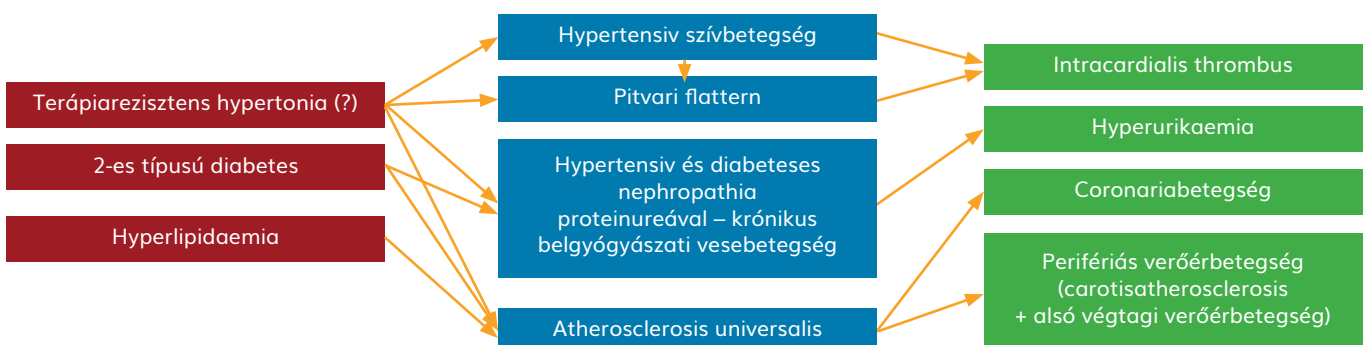 Terápiarezisztens hypertonia (?)
2-es típusú diabetes
Hyperlipidaemia
Hypertensiv szívbetegség
Pitvari flattern
Hypertensiv és diabeteses
nephropathia
proteinureával – krónikus
belgyógyászati vesebetegség
Atherosclerosis universalis
Intracardialis thrombus
Hyperurikaemia
Coronariabetegség
Perifériás verőérbetegség
(carotisatherosclerosis
+ alsó végtagi verőérbetegség)